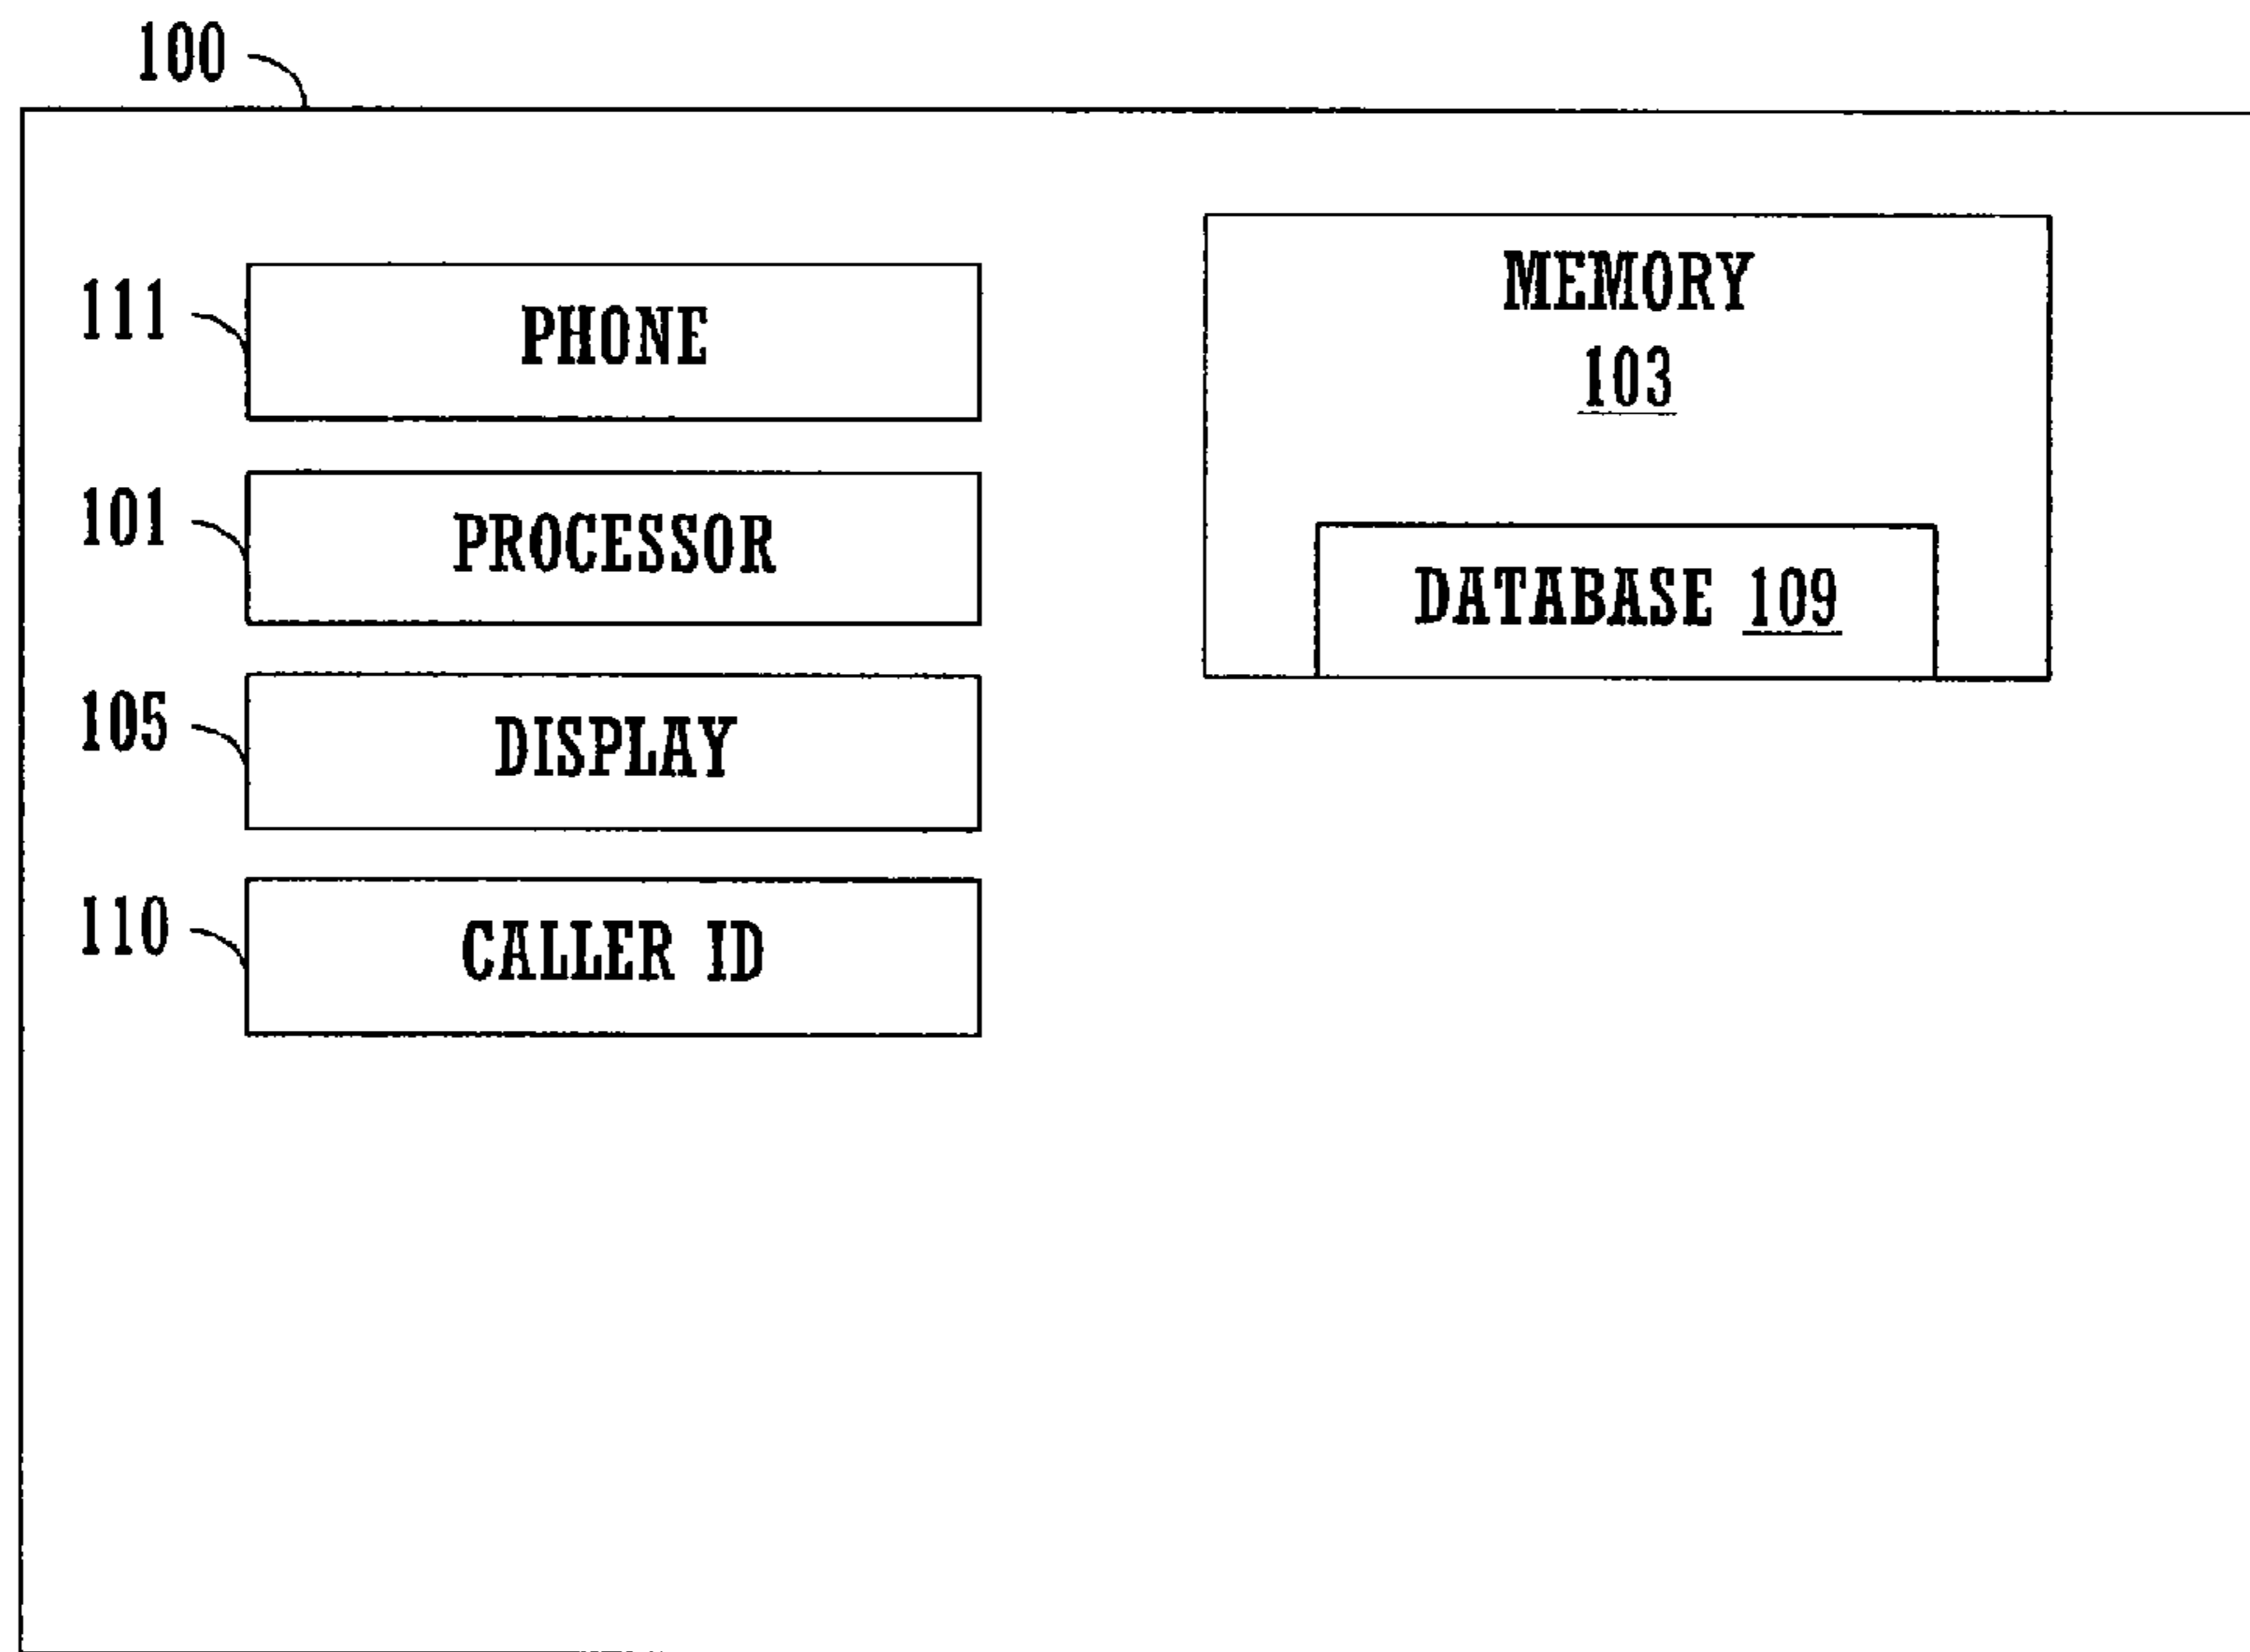 100
111
PHONE
101
PROCESSOR
105
DISPLAY
110
CALLER ID
MEMORY
103
DATABASE 109